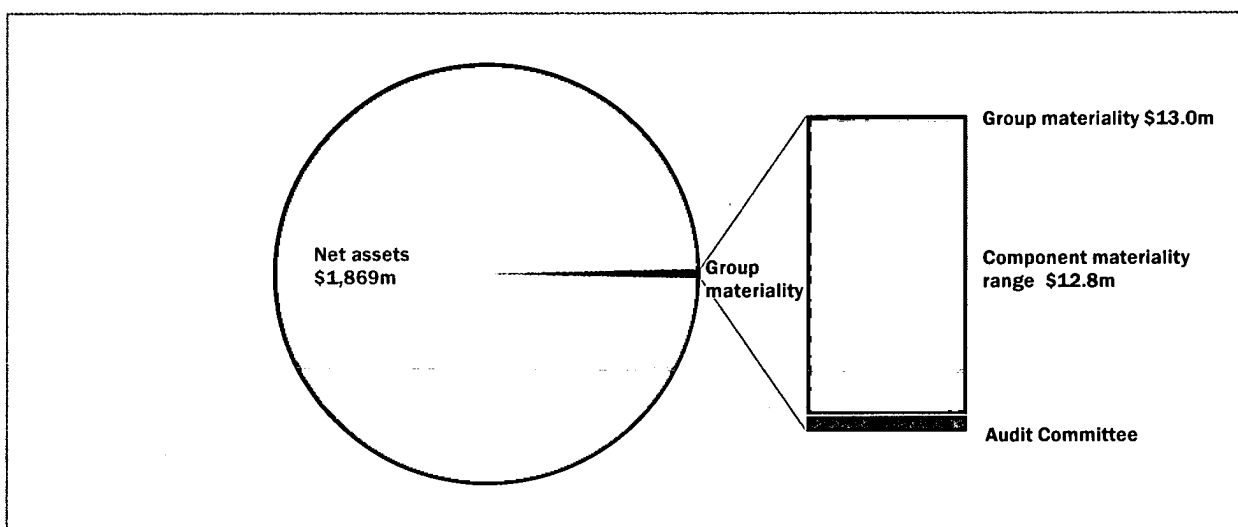 Net assets
$1,869m
Group
materiality
Group materiality $13.0m
Component materiality
range $12.8m
Audit Committee